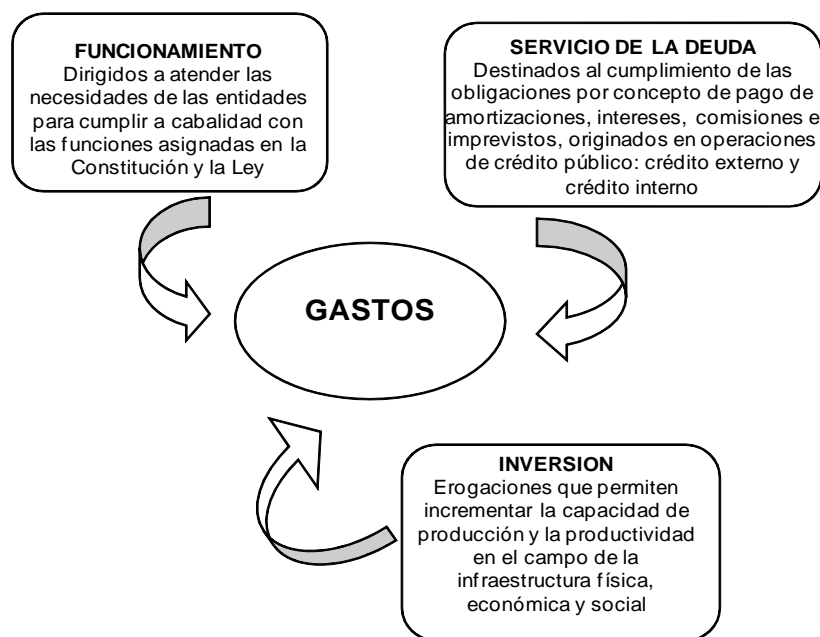 FUNCIONAMIENTO
Dirigidos a atender las
necesidades de las entidades
para cumplir a cabalidad con
las funciones asignadas en la
Constitución y la Ley
SERVICIO DE LA DEUDA
Destinados al cumplimiento de las
obligaciones por concepto de pago de
amortizaciones, intereses, comisiones e
imprevistos, originados en operaciones
de crédito público: crédito externo y
crédito interno
GASTOS
INVERSION
Erogaciones que permiten
incrementar la capacidad de
producción y la productividad
en el campo de la
infraestructura física,
económica y social